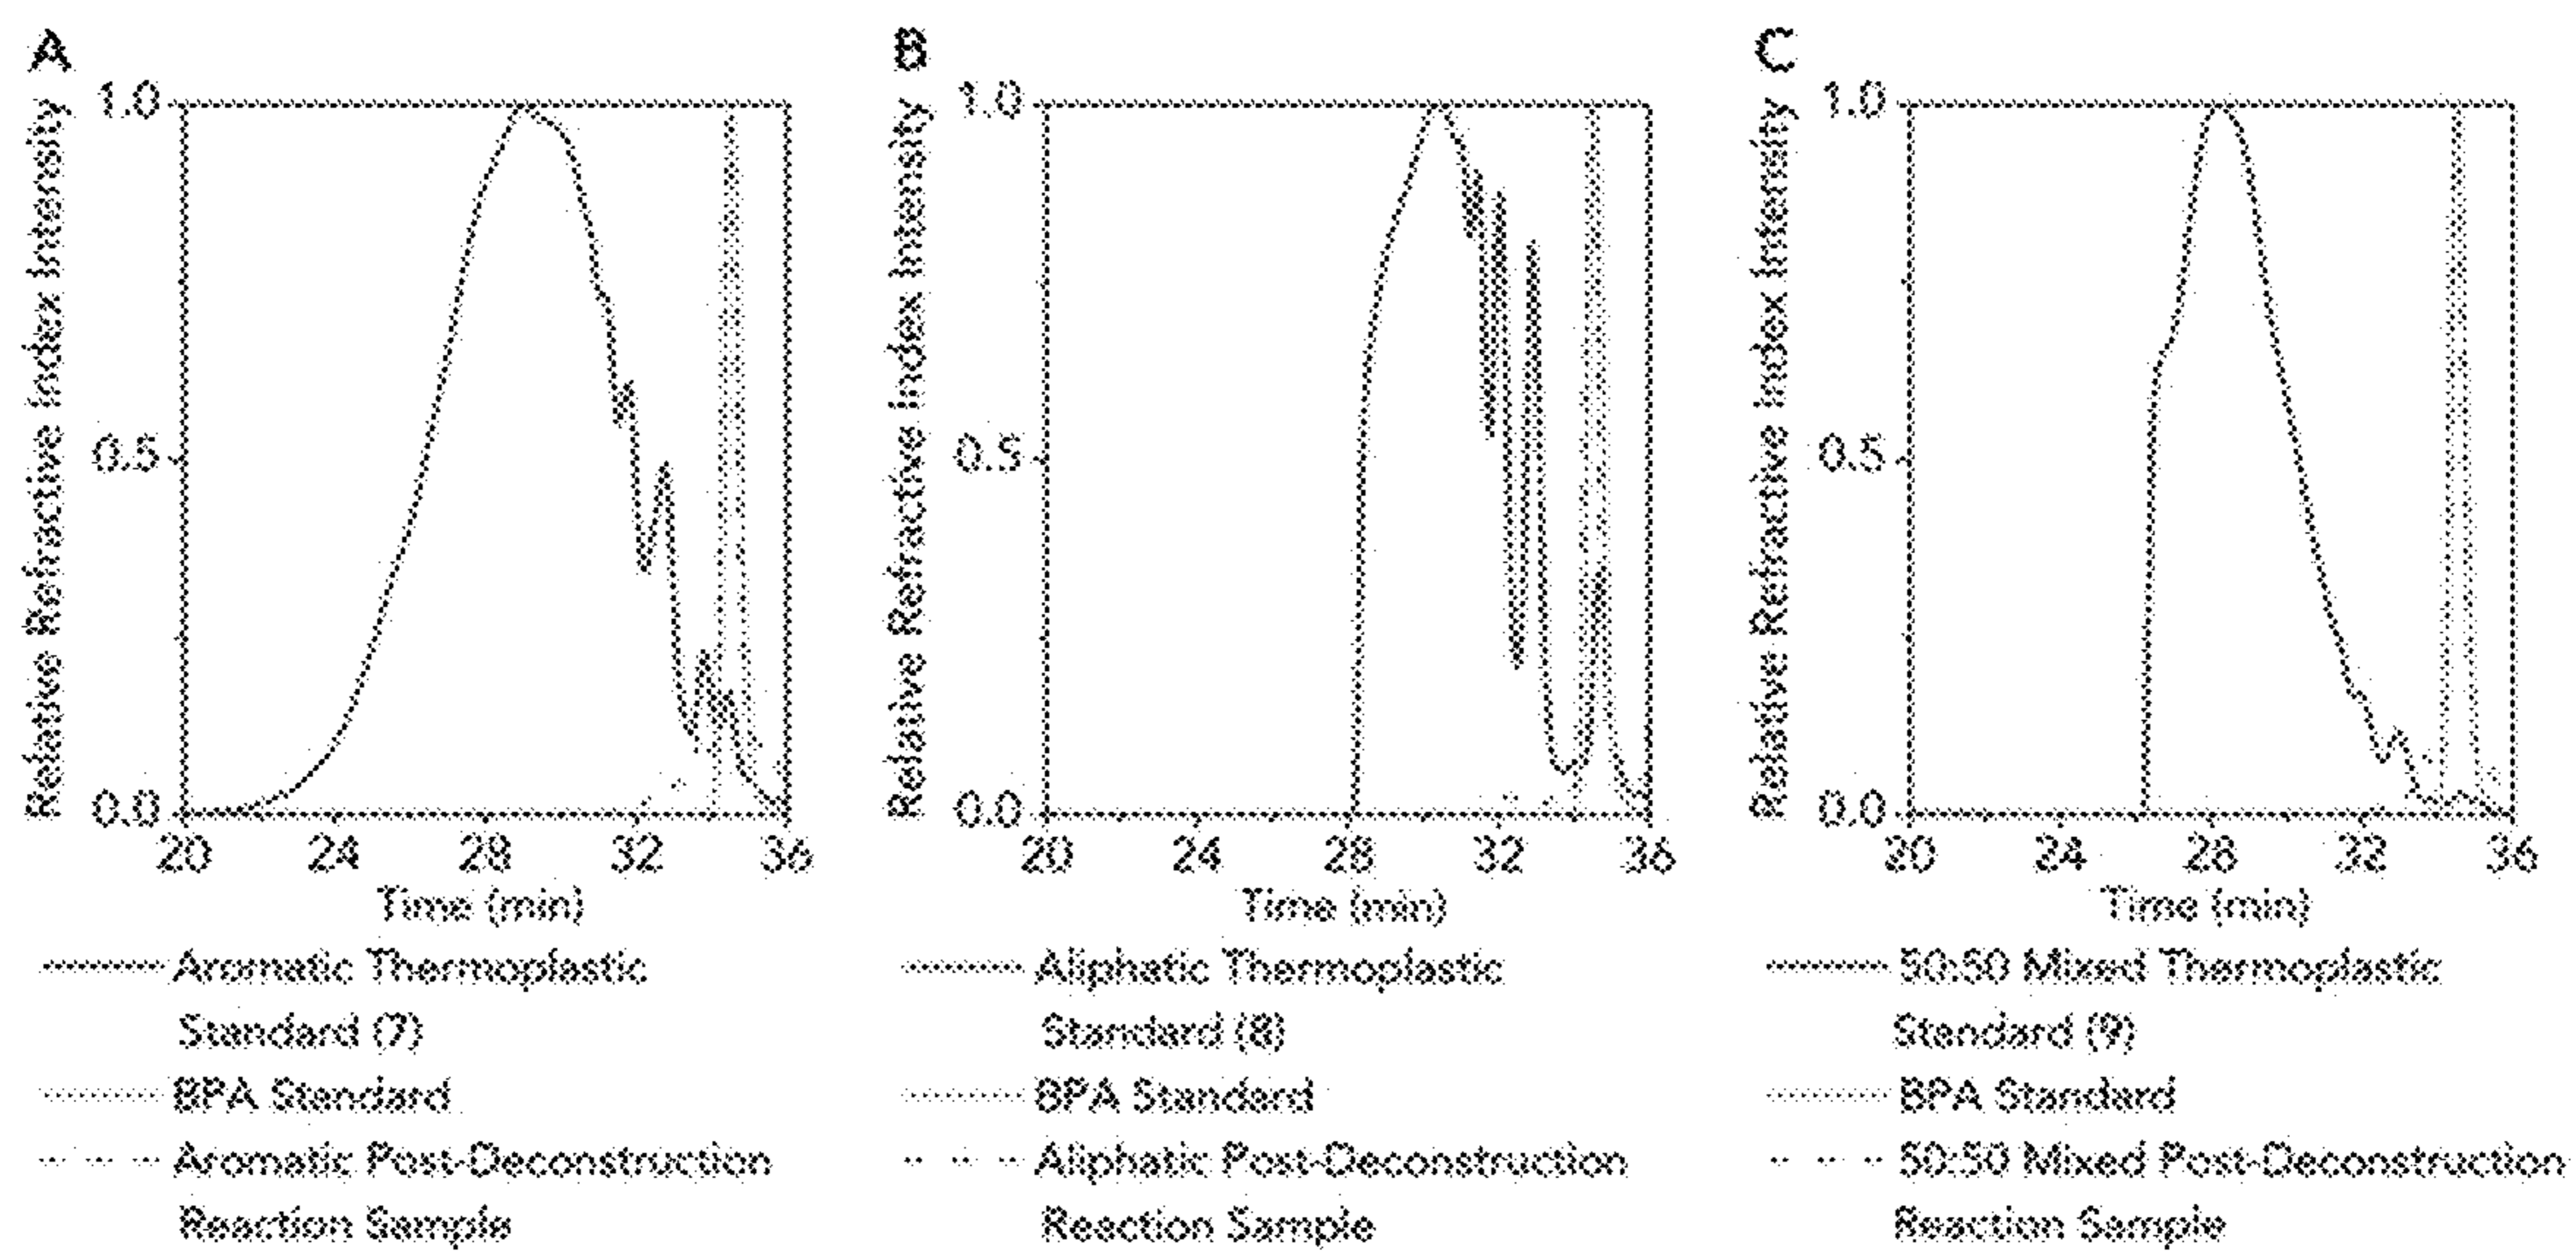 A
B
C
Relative Refractive Index Intensity
1.0
0.5
0.0
20 24 28 32 36
Time (min)
Relative Refractive Index Intensity
1.0
0.5
0.0
20 24 28 32 36
Time (min)
Relative Refractive Index Intensity
1.0
0.5
0.0
20 24 28 32 36
Time (min)
Aromatic Thermoplastic
Standard (7)
BPA Standard
Aromatic Post-Deconstruction
Reaction Sample
Aliphatic Thermoplastic
Standard (8)
BPA Standard
Aliphatic Post-Deconstruction
Reaction Sample
50:50 Mixed Thermoplastic
Standard (9)
BPA Standard
50:50 Mixed Post-Deconstruction
Reaction Sample